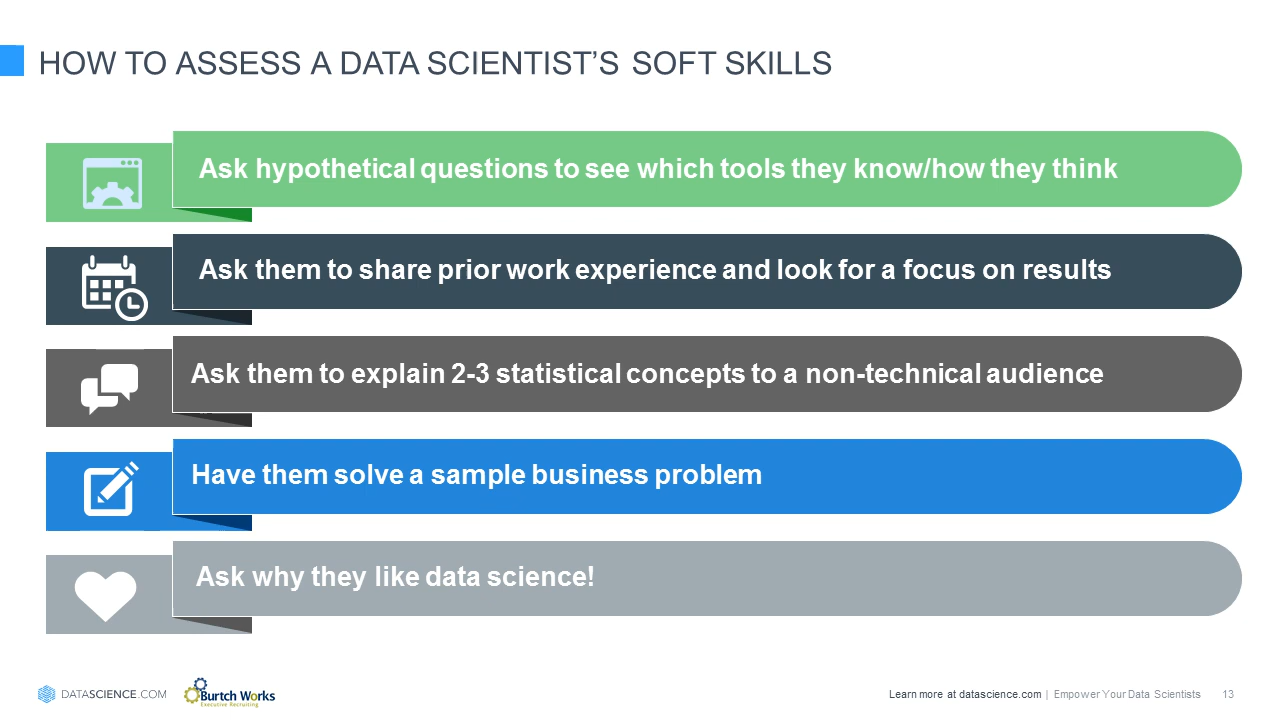 HOW TO ASSESS A DATA SCIENTIST’S SOFT SKILLS
Ask hypothetical questions to see which tools they know/how they think
Ask them to share prior work experience and look for a focus on results
Ask them to explain 2-3 statistical concepts to a non-technical audience
Have them solve a sample business problem
Ask why they like data science!
DATASCIENCE.COM
Burtch Works
Executive Recruiting
Learn more at datascience.com | Empower Your Data Scientists 13